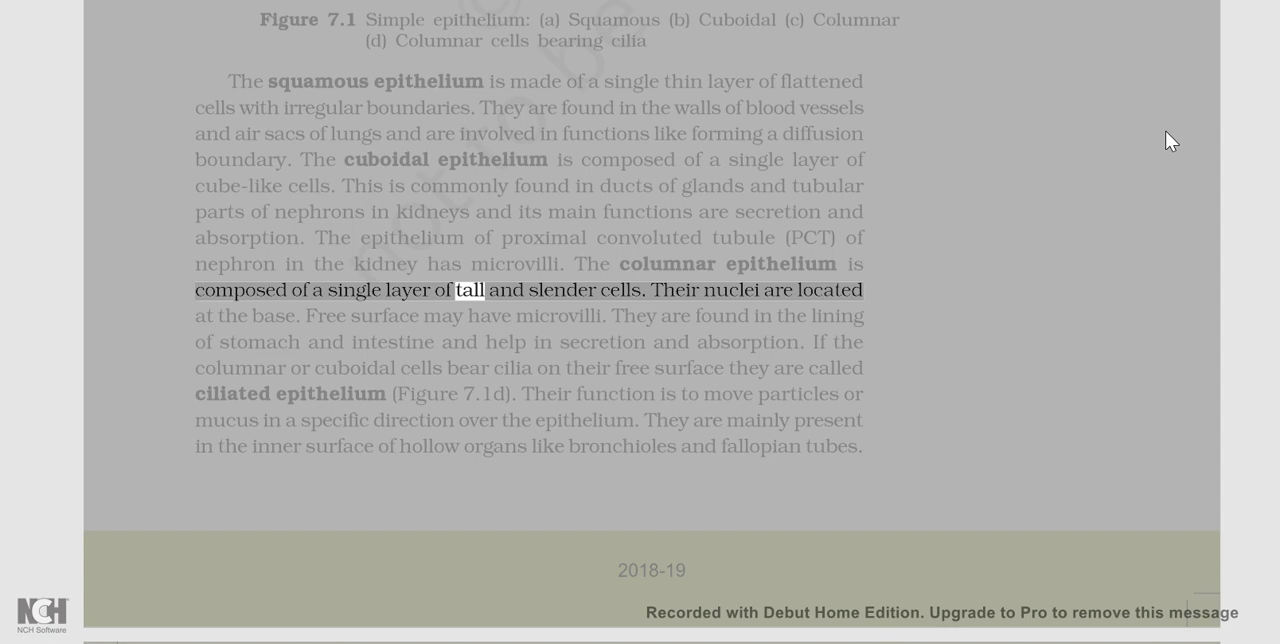 Figure 7.1 Simple epithelium: (a) Squamous (b) Cuboidal (c) Columnar
(d) Columnar cells bearing cilia
The squamous epithelium is made of a single thin layer of flattened
cells with irregular boundaries. They are found in the walls of blood vessels
and air sacs of lungs and are involved in functions like forming a diffusion
boundary. The cuboidal epithelium is composed of a single layer of
cube-like cells. This is commonly found in ducts of glands and tubular
parts of nephrons in kidneys and its main functions are secretion and
absorption. The epithelium of proximal convoluted tubule (PCT) of
nephron in the kidney has microvilli. The columnar epithelium is
composed of a single layer of tall and slender cells. Their nuclei are located
at the base. Free surface may have microvilli. They are found in the lining
of stomach and intestine and help in secretion and absorption. If the
columnar or cuboidal cells bear cilia on their free surface they are called
ciliated epithelium (Figure 7.1d). Their function is to move particles or
mucus in a specific direction over the epithelium. They are mainly present
in the inner surface of hollow organs like bronchioles and fallopian tubes.
not to be
2018-19
Recorded with Debut Home Edition. Upgrade to Pro to remove this message
NCH
NCH Software